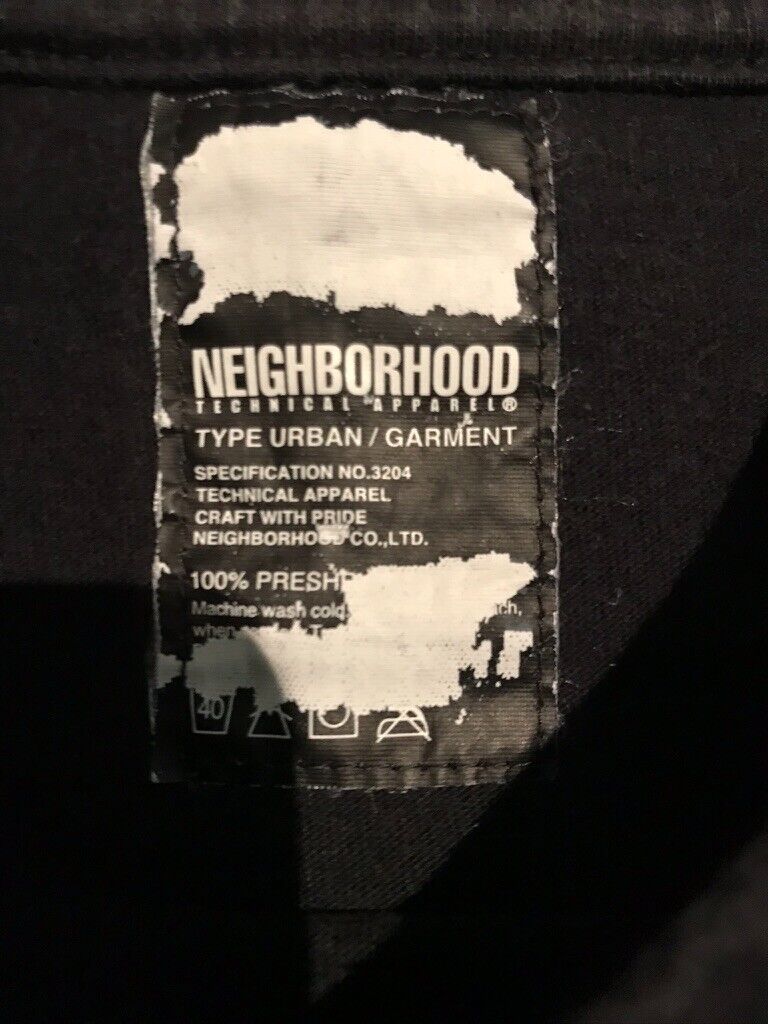 NEIGHBORHOOD
TECHNICAL APPAREL®
TYPE URBAN / GARMENT
SPECIFICATION NO.3204
TECHNICAL APPAREL
CRAFT WITH PRIDE
NEIGHBORHOOD CO.,LTD.
100%
Machine wash cold,
40